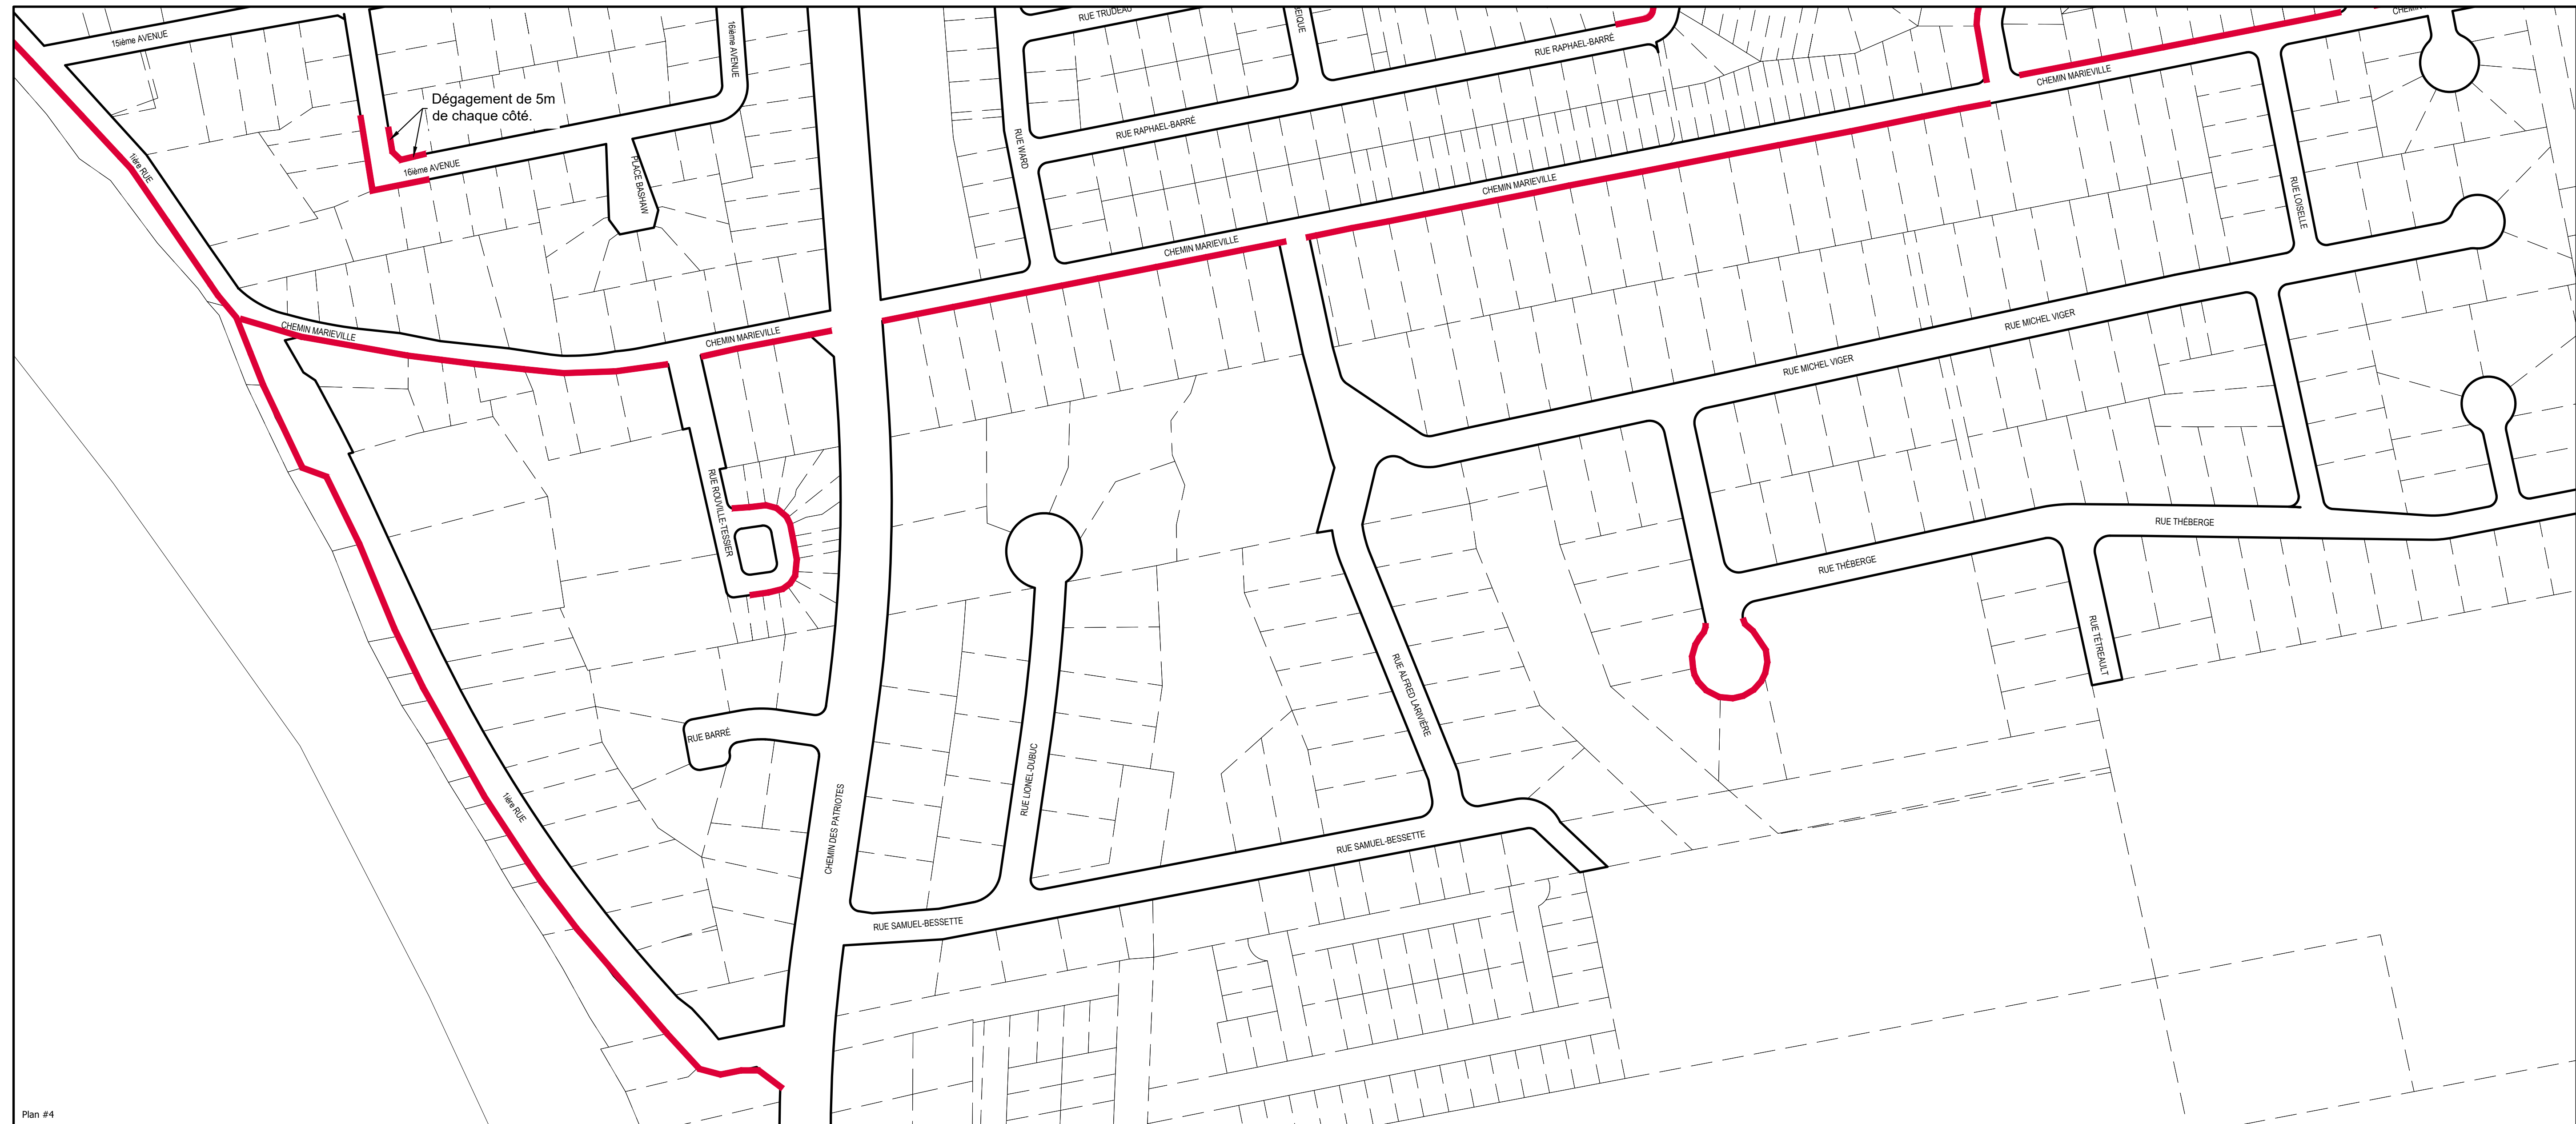 RUE TRUDEAU
CHEMIN
15ième AVENUE
16ième AVENUE
RUE RAPHAEL-BARRÉ
CHEMIN MARIEVILLE
Dégagement de 5m
de chaque côté.
RUE RAPHAEL-BARRÉ
RUE WARD
1ière RUE
16ième AVENUE
PLACE BASHAW
CHEMIN MARIEVILLE
RUE LOISELLE
CHEMIN MARIEVILLE
CHEMIN MARIEVILLE
CHEMIN MARIEVILLE
RUE MICHEL VIGER
RUE MICHEL VIGER
RUE ROUVILLE-TESSIER
RUE THÉBERGE
RUE THÉBERGE
RUE TÉTREAULT
RUE ALFRED LARIVIÈRE
RUE BARRÉ
RUE LIONEL-DUBUC
1ière RUE
CHEMIN DES PATRIOTES
RUE SAMUEL-BESSETTE
RUE SAMUEL-BESSETTE
Plan #4